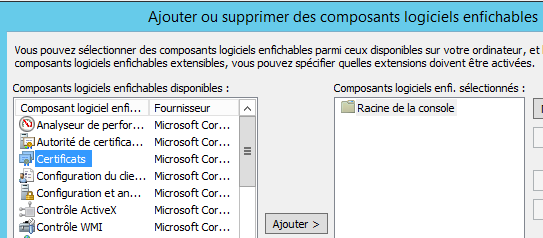 Ajouter ou supprimer des composants logiciels enfichables
Vous pouvez sélectionner des composants logiciels enfichables parmi ceux disponibles sur votre ordinateur, et
composants logiciels enfichables extensibles, vous pouvez spécifier quelles extensions doivent être activées.
Composants logiciels enfichables disponibles :
Composants logiciels enfi. sélectionnés :
Composant logiciel enfi... Fournisseur
Racine de la console
Analyseur de perfor... Microsoft Cor...
Autorité de certifica... Microsoft Cor...
Certificats Microsoft Cor...
Configuration du clie... Microsoft Cor...
Configuration et an... Microsoft Cor...
Contrôle ActiveX Microsoft Cor...
Contrôle WMI Microsoft Cor...
Ajouter >